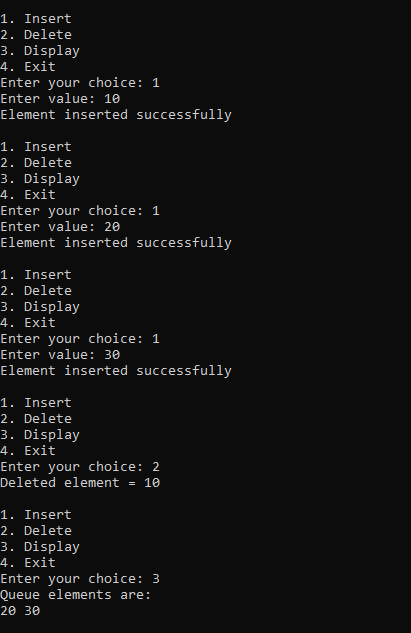 1. Insert
2. Delete
3. Display
4. Exit
Enter your choice: 1
Enter value: 10
Element inserted successfully
1. Insert
2. Delete
3. Display
4. Exit
Enter your choice: 1
Enter value: 20
Element inserted successfully
1. Insert
2. Delete
3. Display
4. Exit
Enter your choice: 1
Enter value: 30
Element inserted successfully
1. Insert
2. Delete
3. Display
4. Exit
Enter your choice: 2
Deleted element = 10
1. Insert
2. Delete
3. Display
4. Exit
Enter your choice: 3
Queue elements are:
20 30